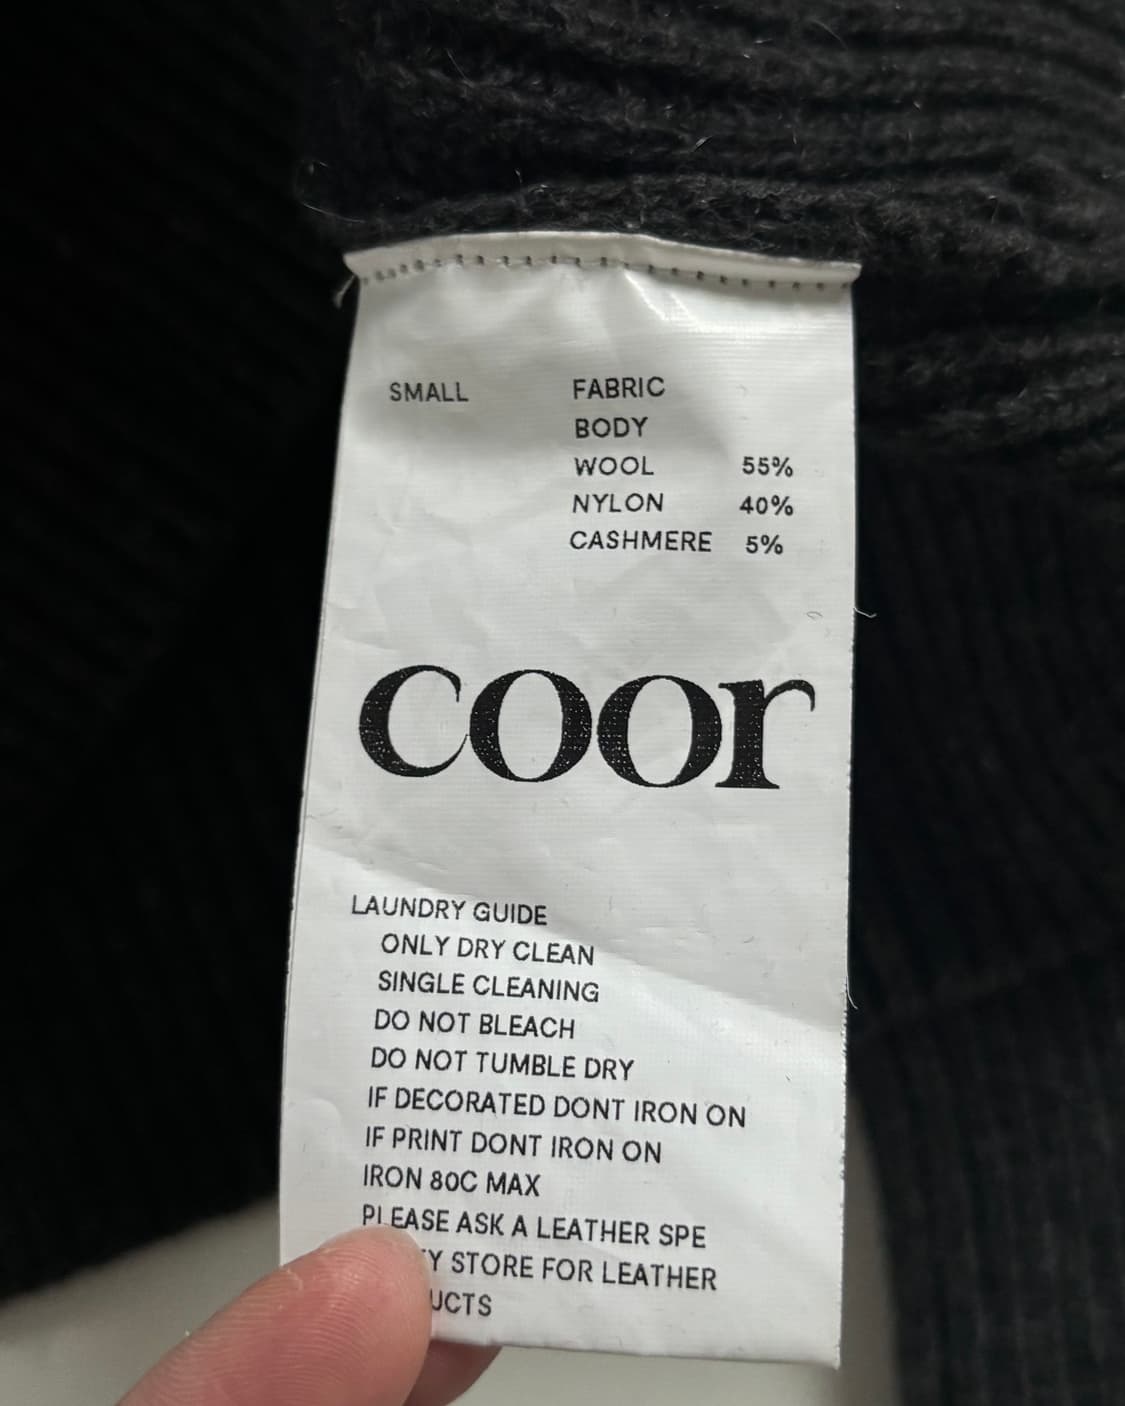 SMALL FABRIC
BODY
WOOL 55%
NYLON 40%
CASHMERE 5%
coor
LAUNDRY GUIDE
ONLY DRY CLEAN
SINGLE CLEANING
DO NOT BLEACH
DO NOT TUMBLE DRY
IF DECORATED DONT IRON ON
IF PRINT DONT IRON ON
IRON 80C MAX
PLEASE ASK A LEATHER SPE
STORE FOR LEATHER